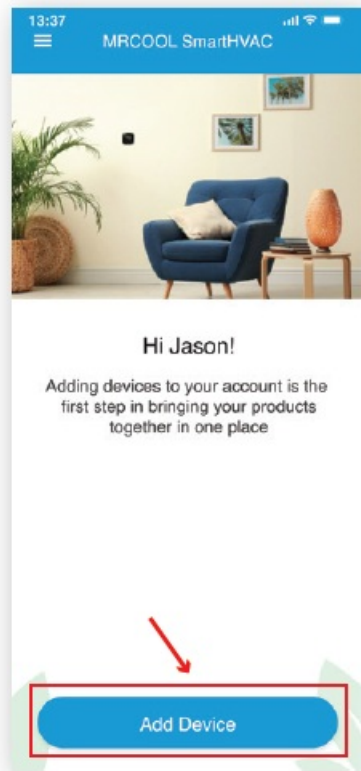 13:37
MRCOOL SmartHVAC
Hi Jason!
Adding devices to your account is the
first step in bringing your products
together in one place
Add Device